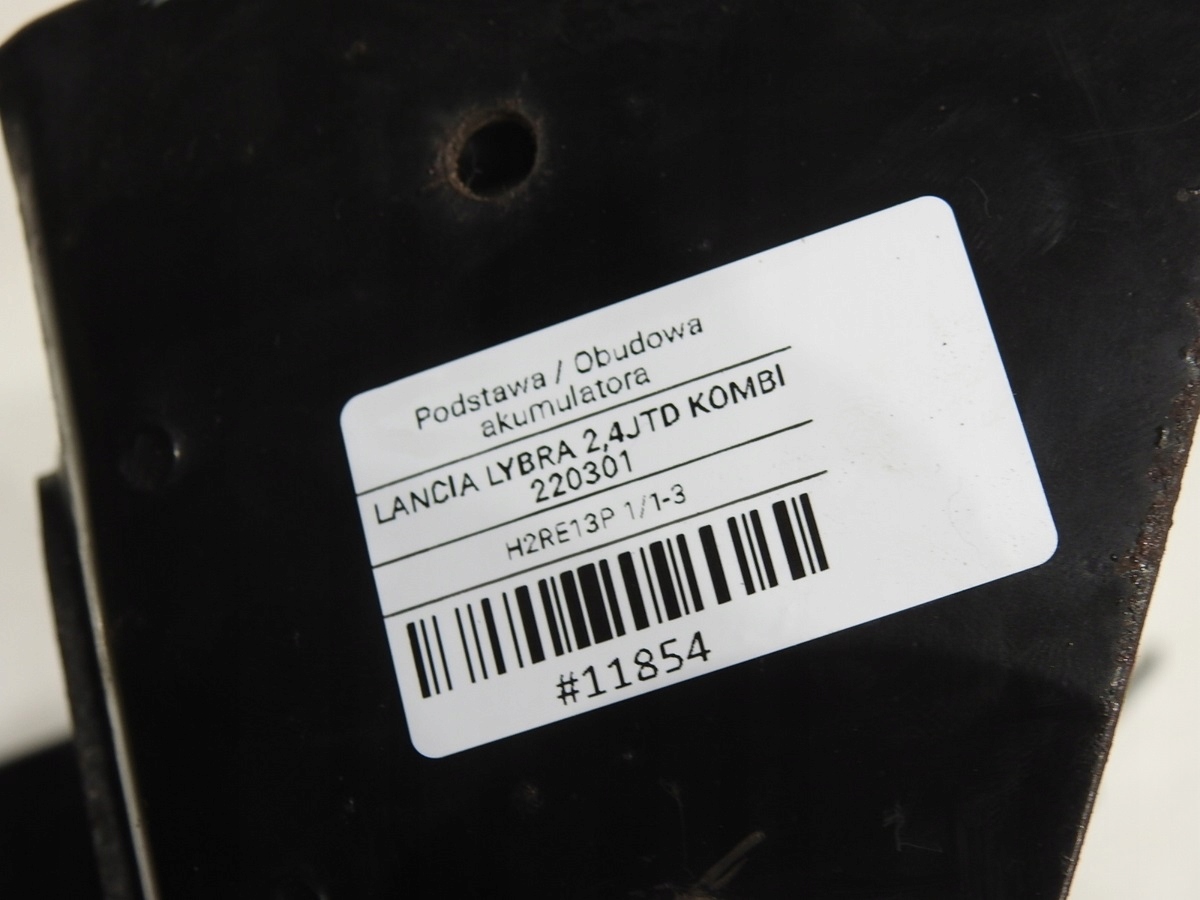 Podstawa / Obudowa
akumulatora
LANCIA LYBRA 2,4JTD KOMBI
220301
H2RE13P 1/1-3
#11854